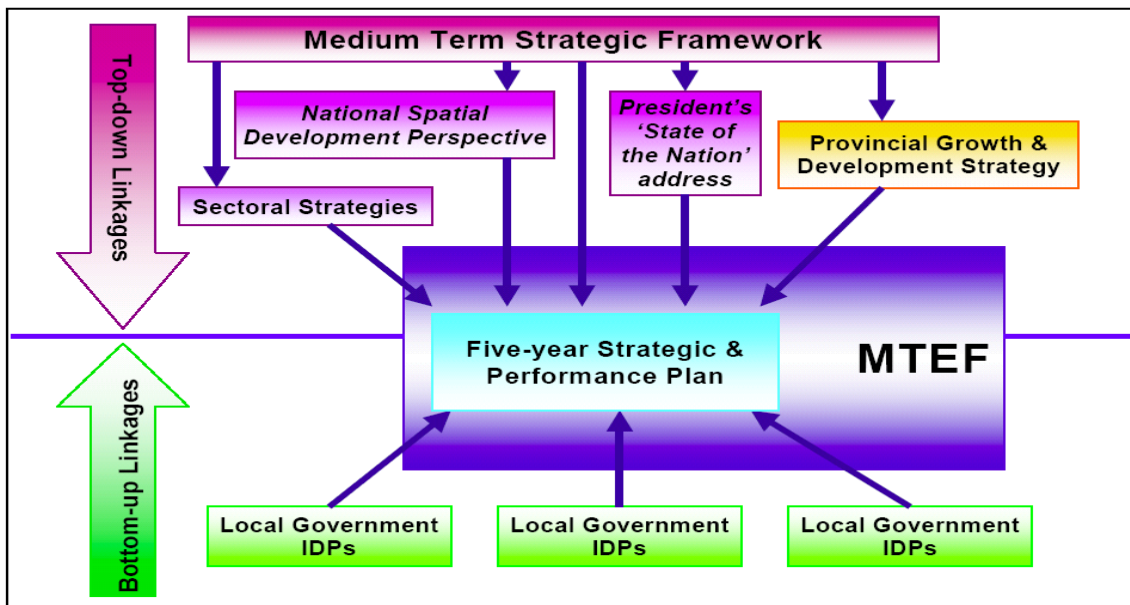 Medium Term Strategic Framework
Top-down Linkages
National Spatial
Development Perspective
President's
'State of
the Nation'
address
Provincial Growth &
Development Strategy
Sectoral Strategies
Five-year Strategic &
Performance Plan
MTEF
Bottom-up Linkages
Local Government
IDPs
Local Government
IDPs
Local Government
IDPs